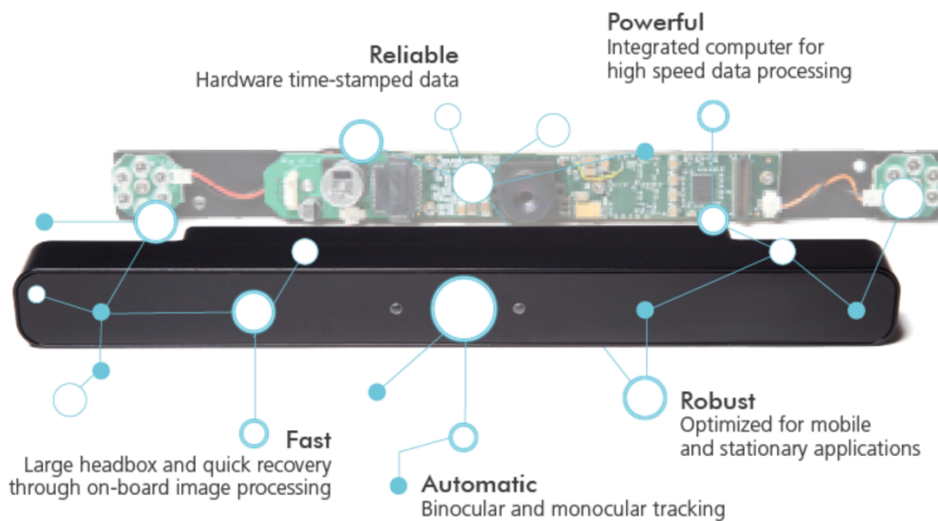 Powerful
Integrated computer for
high speed data processing
Reliable
Hardware time-stamped data
Robust
Optimized for mobile
and stationary applications
Fast
Large headbox and quick recovery
through on-board image processing
Automatic
Binocular and monocular tracking